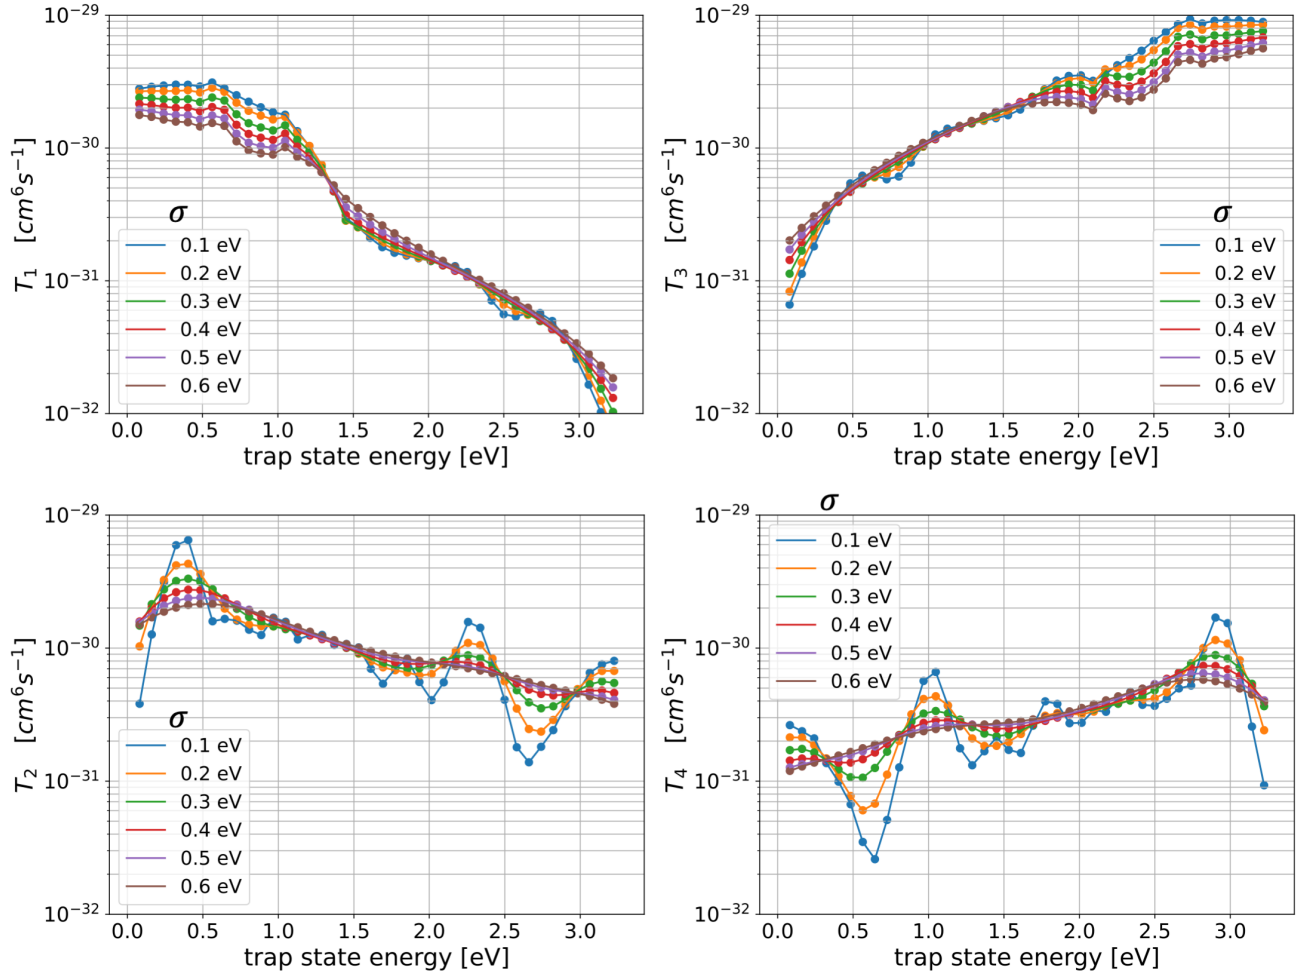 10⁻²⁹
10⁻³⁰
10⁻³¹
10⁻³²
T₁ [cm⁶s⁻¹]
σ
0.1 eV
0.2 eV
0.3 eV
0.4 eV
0.5 eV
0.6 eV
0.0 0.5 1.0 1.5 2.0 2.5 3.0
trap state energy [eV]
10⁻²⁹
10⁻³⁰
10⁻³¹
10⁻³²
T₃ [cm⁶s⁻¹]
σ
0.1 eV
0.2 eV
0.3 eV
0.4 eV
0.5 eV
0.6 eV
0.0 0.5 1.0 1.5 2.0 2.5 3.0
trap state energy [eV]
10⁻²⁹
10⁻³⁰
10⁻³¹
10⁻³²
T₂ [cm⁶s⁻¹]
σ
0.1 eV
0.2 eV
0.3 eV
0.4 eV
0.5 eV
0.6 eV
0.0 0.5 1.0 1.5 2.0 2.5 3.0
trap state energy [eV]
σ
10⁻²⁹
10⁻³⁰
10⁻³¹
10⁻³²
T₄ [cm⁶s⁻¹]
0.1 eV
0.2 eV
0.3 eV
0.4 eV
0.5 eV
0.6 eV
0.0 0.5 1.0 1.5 2.0 2.5 3.0
trap state energy [eV]